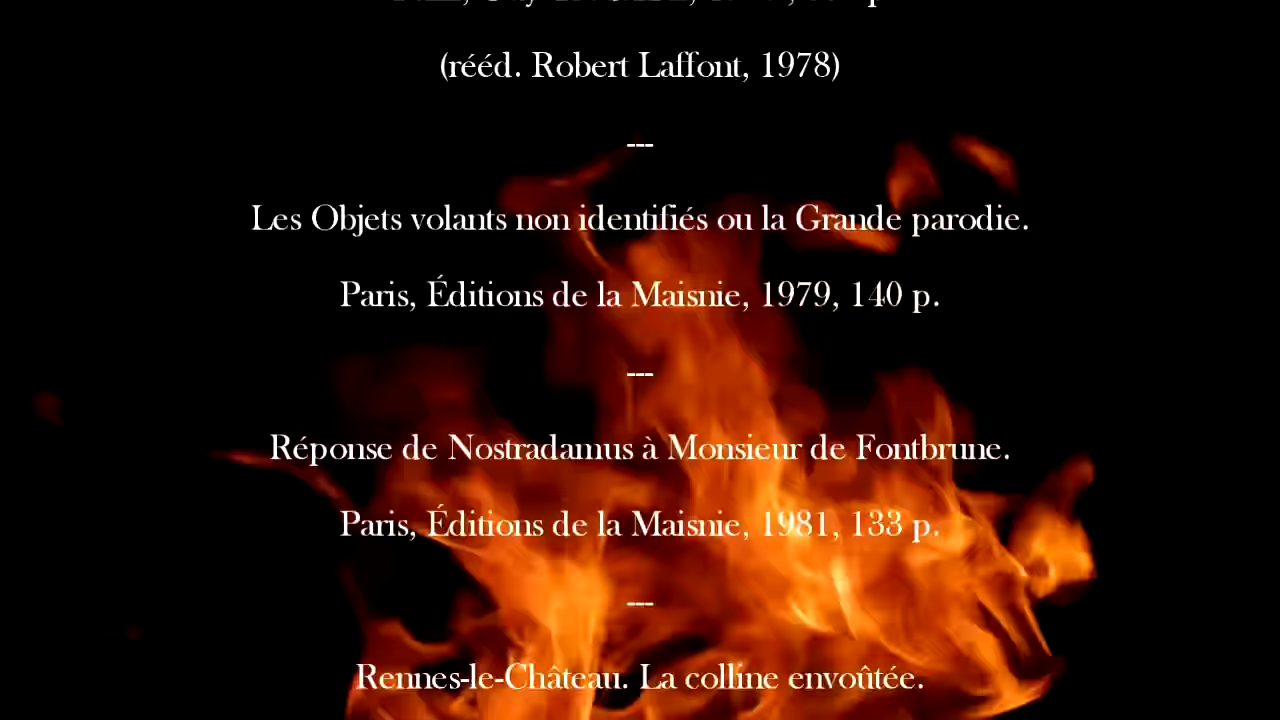 (rééd. Robert Laffont, 1978)
---
Les Objets volants non identifiés ou la Grande parodie.
Paris, Éditions de la Maisnie, 1979, 140 p.
---
Réponse de Nostradamus à Monsieur de Fontbrune.
Paris, Éditions de la Maisnie, 1981, 133 p.
---
Rennes-le-Château. La colline envoûtée.